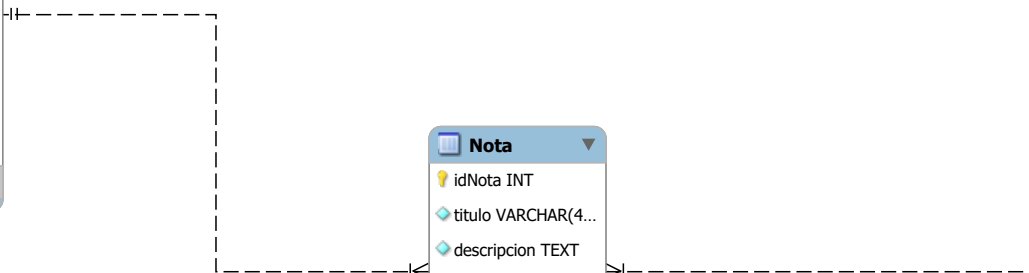 Nota
idNota INT
titulo VARCHAR(4...
descripcion TEXT